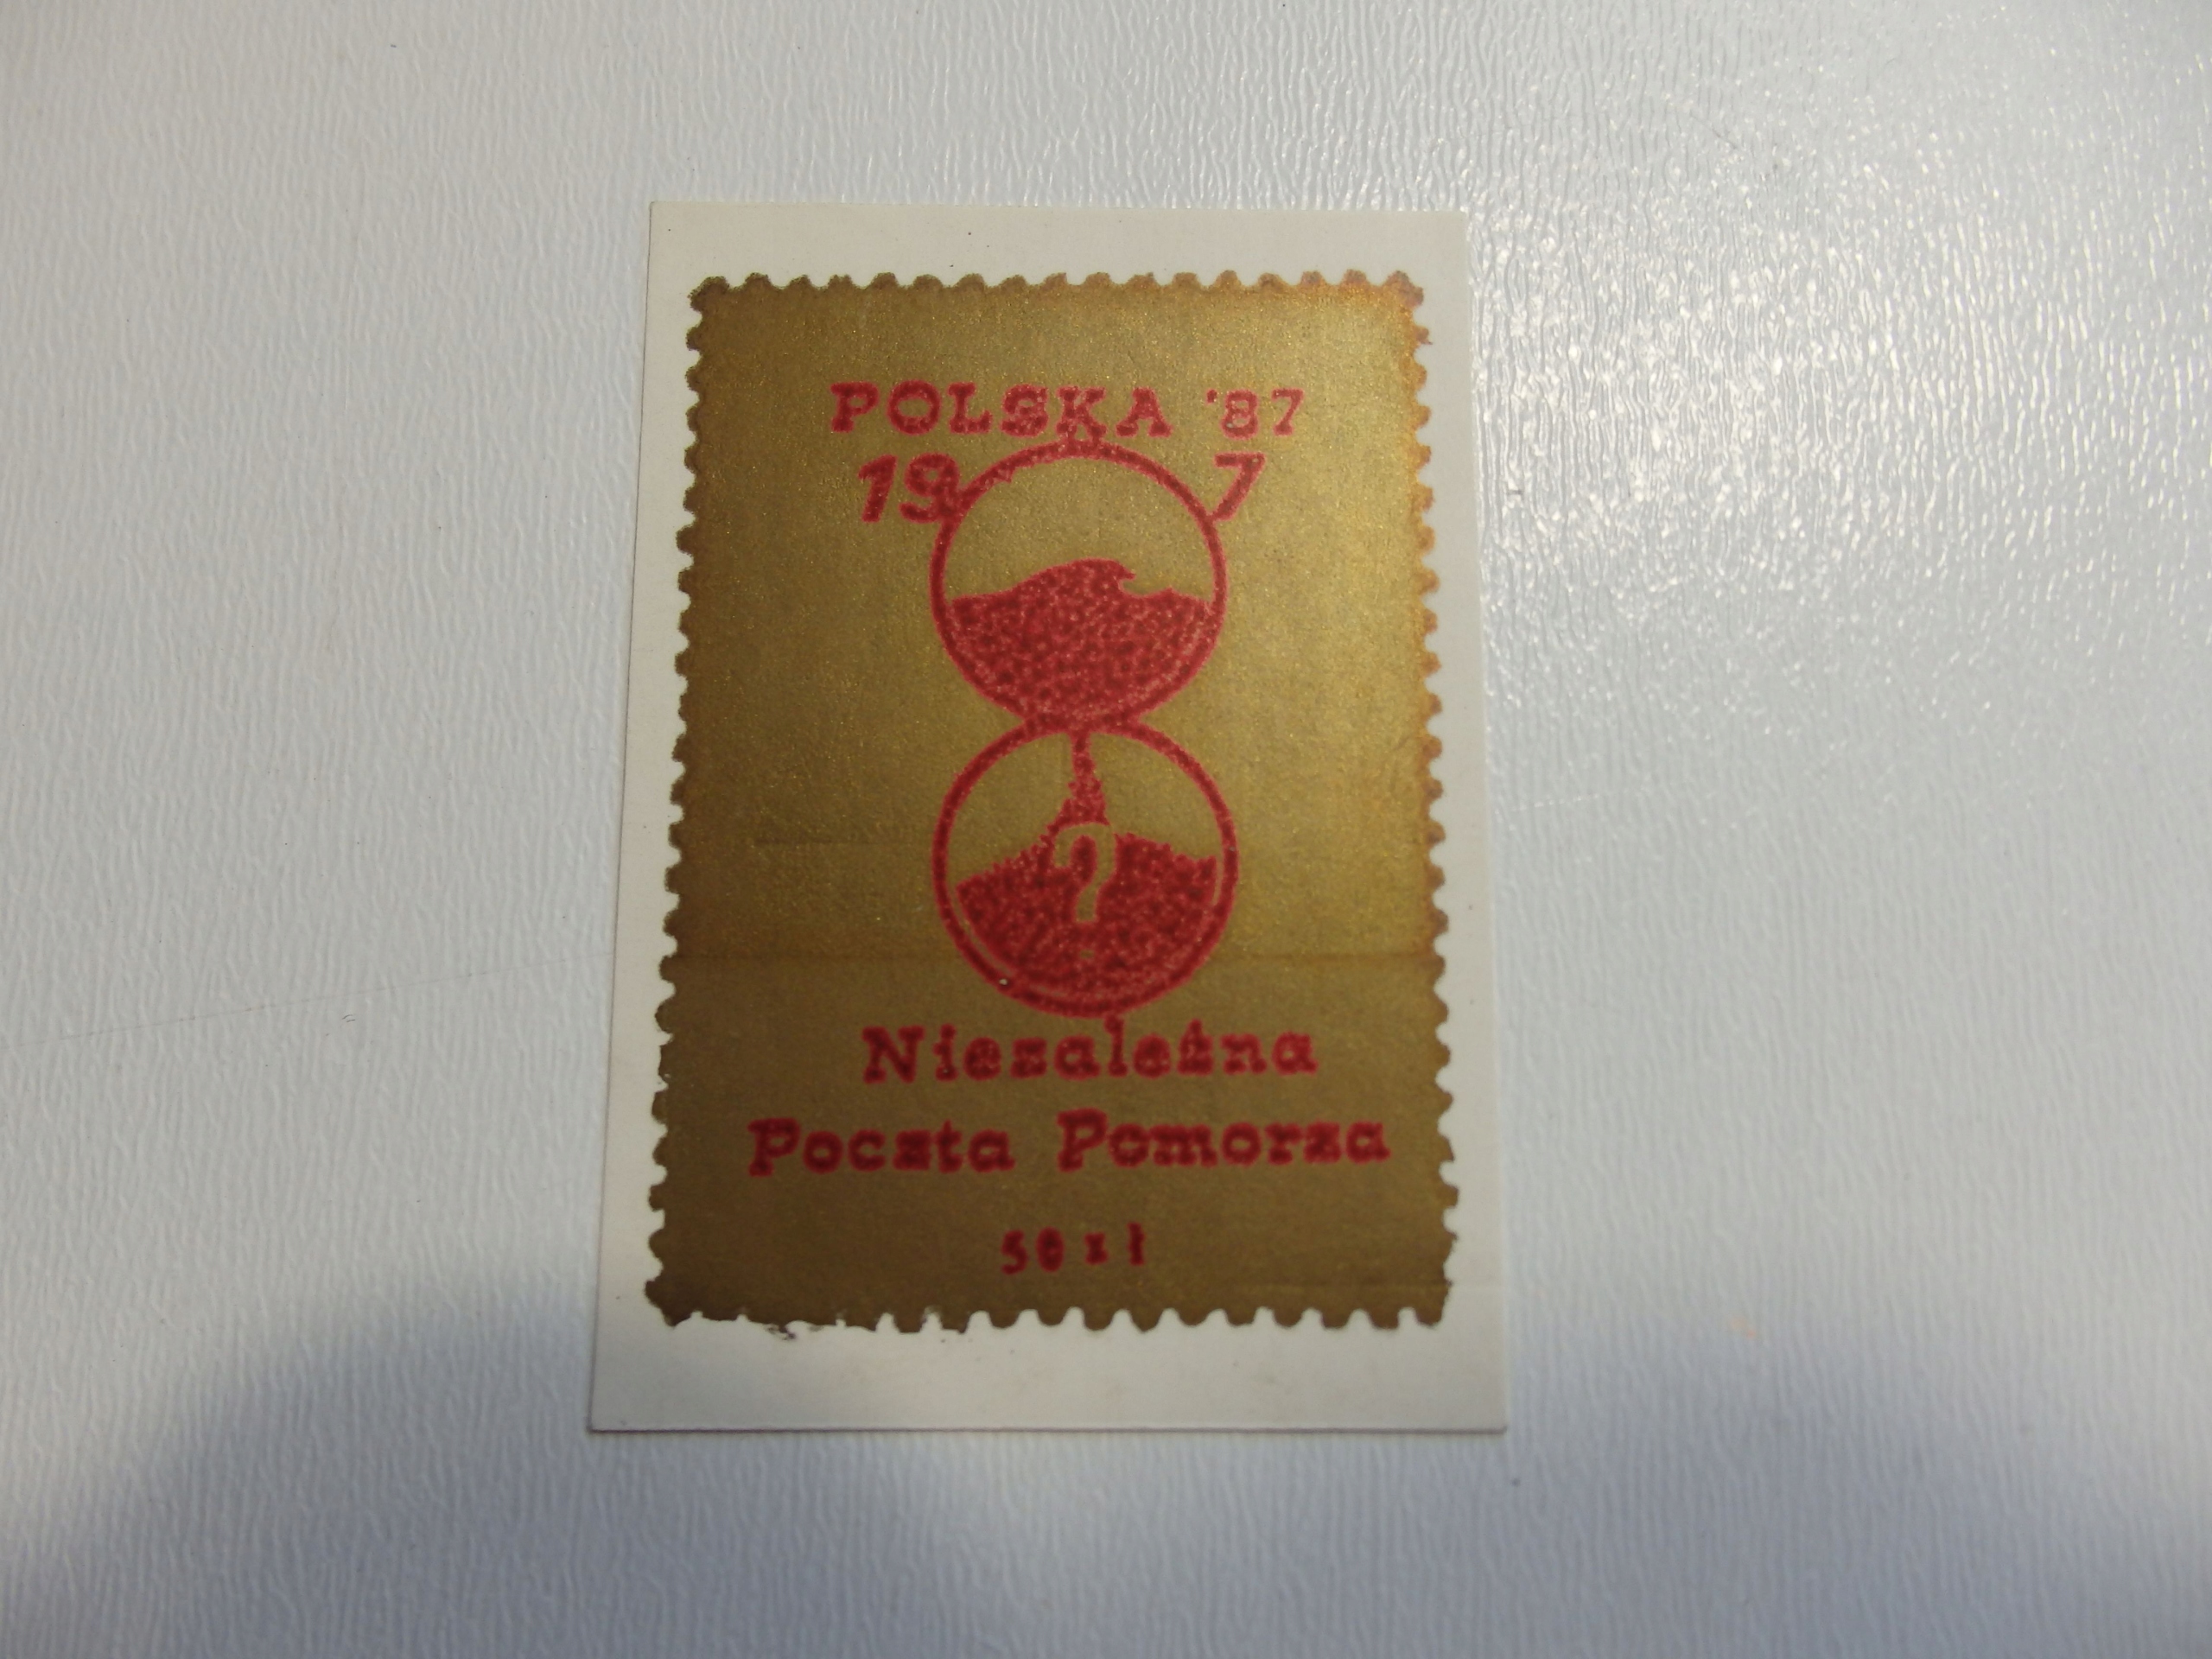 POLSKA '87
19 7
?
Niezależna
Poczta Pomorza
50 zł